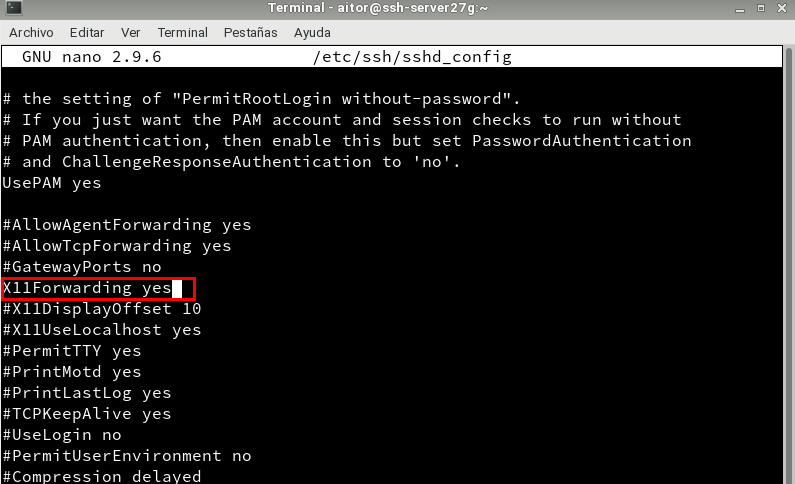 Terminal - aitor@ssh-server27g:~
Archivo Editar Ver Terminal Pestañas Ayuda
GNU nano 2.9.6 /etc/ssh/sshd_config
# the setting of "PermitRootLogin without-password".
# If you just want the PAM account and session checks to run without
# PAM authentication, then enable this but set PasswordAuthentication
# and ChallengeResponseAuthentication to 'no'.
UsePAM yes
#AllowAgentForwarding yes
#AllowTcpForwarding yes
#GatewayPorts no
X11Forwarding yes
#X11DisplayOffset 10
#X11UseLocalhost yes
#PermitTTY yes
#PrintMotd yes
#PrintLastLog yes
#TCPKeepAlive yes
#UseLogin no
#PermitUserEnvironment no
#Compression delayed